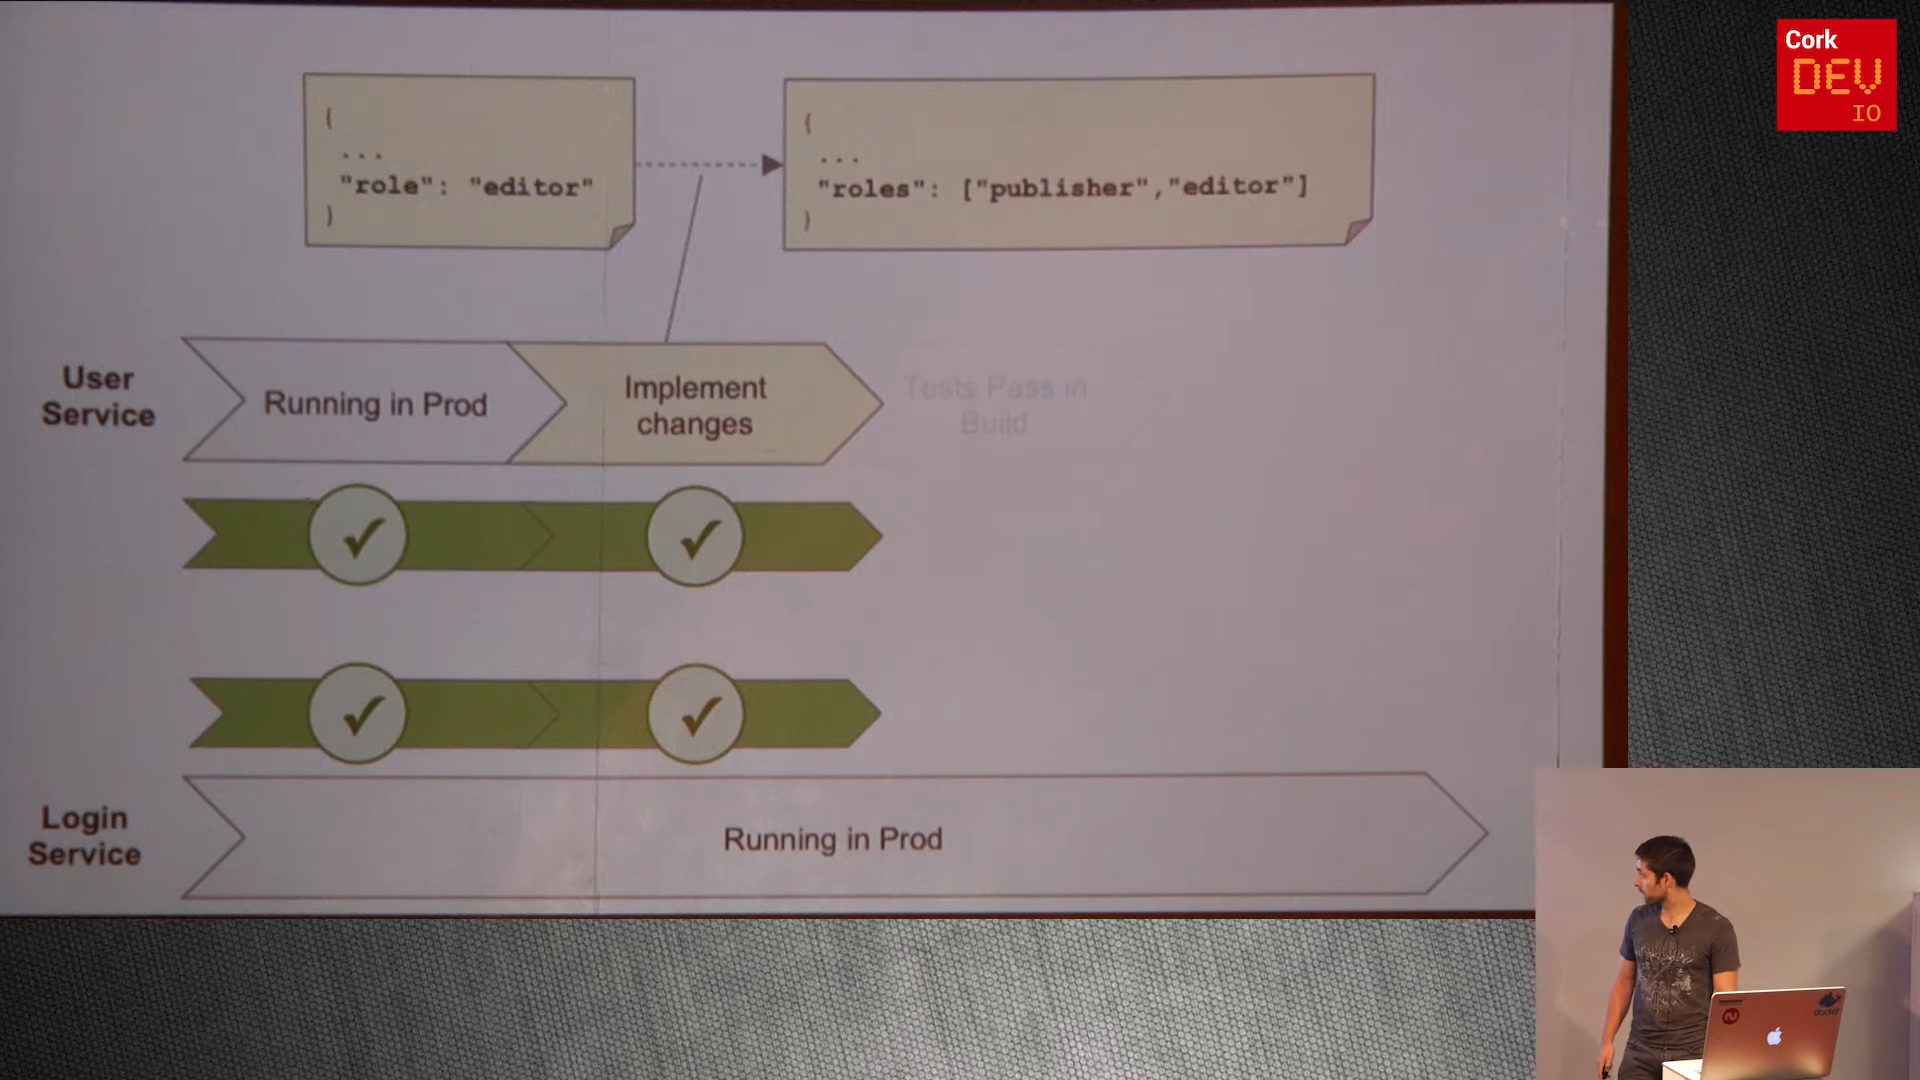 {
...
"role": "editor"
}
{
...
"roles": ["publisher","editor"]
}
User
Service
Running in Prod
Implement
changes
Tests Pass in
Build
Login
Service
Running in Prod
Cork
DEV
IO
docker